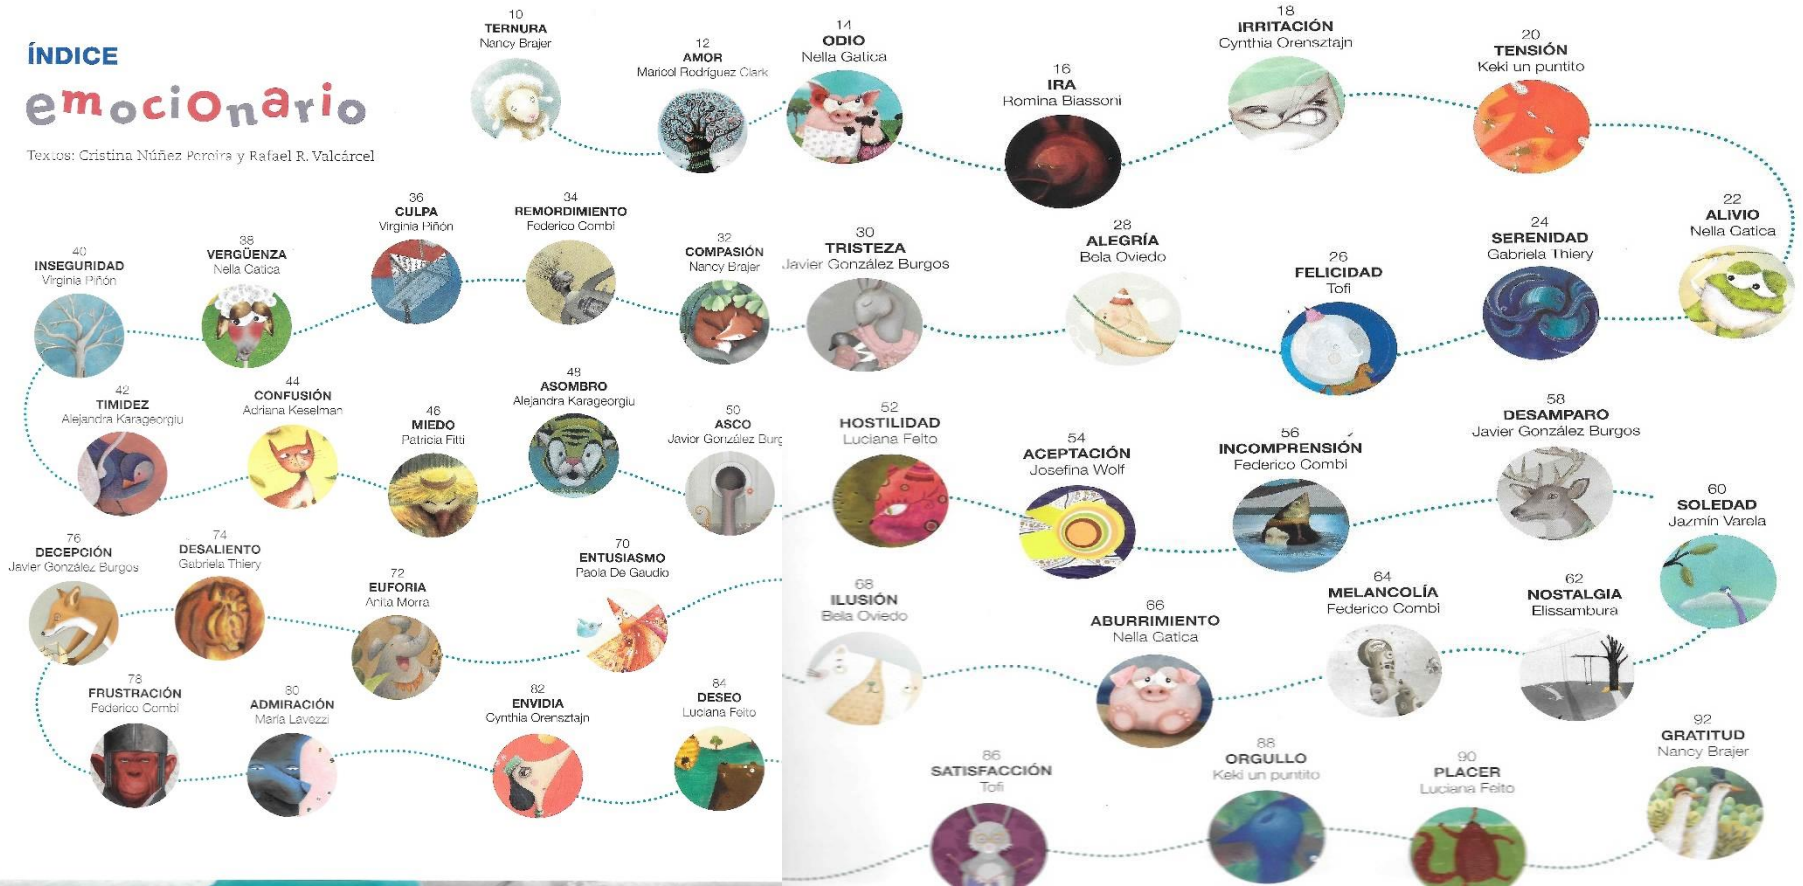 ÍNDICE
emocionario
Textos: Cristina Núñez Pereira y Rafael R. Valcárcel
10
TERNURA
Nancy Brajer
12
AMOR
Maricel Rodríguez Clark
14
ODIO
Nella Gatica
16
IRA
Romina Biassoni
18
IRRITACIÓN
Cynthia Orensztajn
20
TENSIÓN
Keki un puntito
22
ALIVIO
Nella Gatica
24
SERENIDAD
Gabriela Thiery
26
FELICIDAD
Tofi
28
ALEGRÍA
Bela Oviedo
30
TRISTEZA
Javier González Burgos
32
COMPASIÓN
Nancy Brajer
34
REMORDIMIENTO
Federico Combi
36
CULPA
Virginia Piñón
38
VERGÜENZA
Nella Gatica
40
INSEGURIDAD
Virginia Piñón
42
TIMIDEZ
Alejandra Karageorgiu
44
CONFUSIÓN
Adriana Keselman
46
MIEDO
Patricia Fitti
48
ASOMBRO
Alejandra Karageorgiu
50
ASCO
Javier González Burg
52
HOSTILIDAD
Luciana Feito
54
ACEPTACIÓN
Josefina Wolf
56
INCOMPRENSIÓN
Federico Combi
58
DESAMPARO
Javier González Burgos
60
SOLEDAD
Jazmín Varela
62
NOSTALGIA
Elissambura
64
MELANCOLÍA
Federico Combi
66
ABURRIMIENTO
Nella Gatica
68
ILUSIÓN
Bela Oviedo
70
ENTUSIASMO
Paola De Gaudio
72
EUFORIA
Anita Morra
74
DESALIENTO
Gabriela Thiery
76
DECEPCIÓN
Javier González Burgos
78
FRUSTRACIÓN
Federico Combi
80
ADMIRACIÓN
María Lavezzi
82
ENVIDIA
Cynthia Orensztajn
84
DESEO
Luciana Feito
86
SATISFACCIÓN
Tofi
88
ORGULLO
Keki un puntito
90
PLACER
Luciana Feito
92
GRATITUD
Nancy Brajer